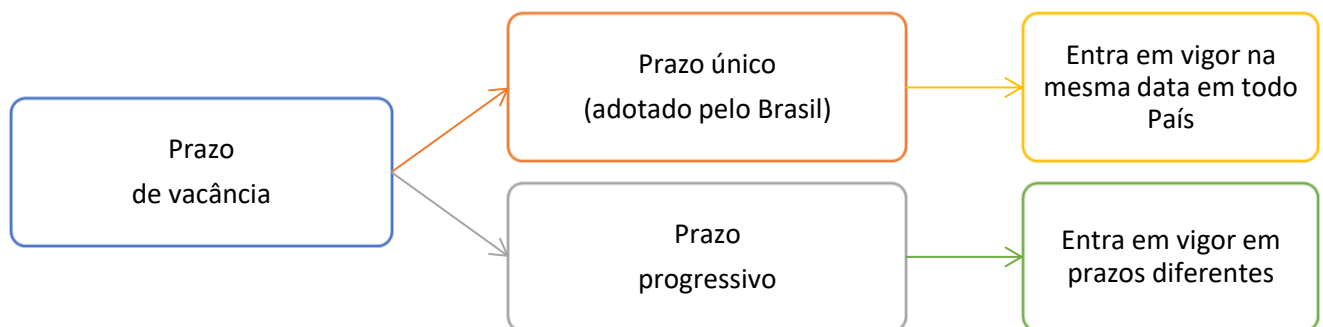 Prazo
de vacância
Prazo único
(adotado pelo Brasil)
Entra em vigor na
mesma data em todo
País
Prazo
progressivo
Entra em vigor em
prazos diferentes